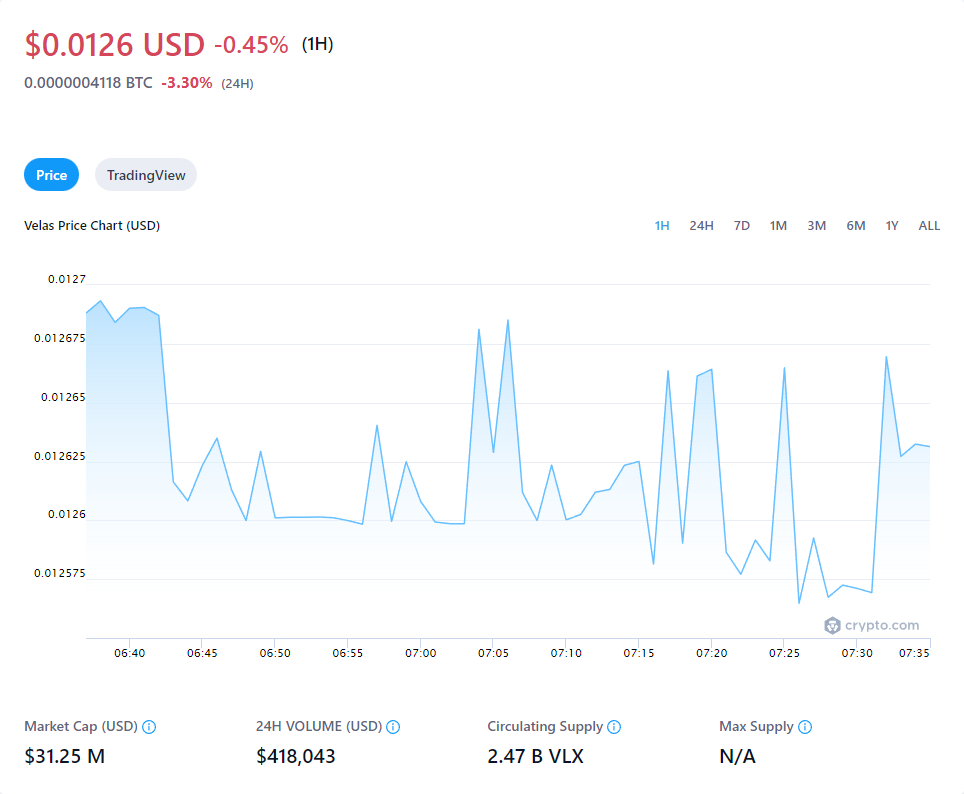 $0.0126 USD -0.45% (1H)
0.0000004118 BTC -3.30% (24H)
Price TradingView
Velas Price Chart (USD) 1H 24H 7D 1M 3M 6M 1Y ALL
0.0127
0.012675
0.01265
0.012625
0.0126
0.012575
crypto.com
06:40 06:45 06:50 06:55 07:00 07:05 07:10 07:15 07:20 07:25 07:30 07:35
Market Cap (USD) 24H VOLUME (USD) Circulating Supply Max Supply
$31.25 M $418,043 2.47 B VLX N/A